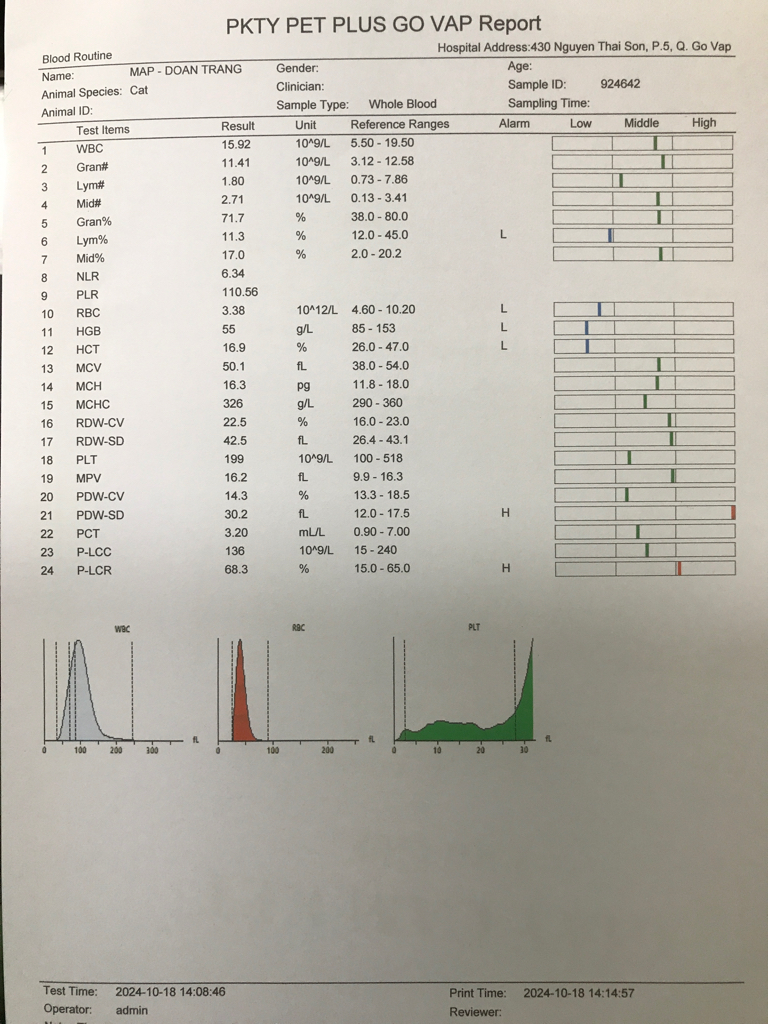 PKTY PET PLUS GO VAP Report
Blood Routine Hospital Address:430 Nguyen Thai Son, P.5, Q. Go Vap
Name: MAP - DOAN TRANG Gender: Age:
Animal Species: Cat Clinician: Sample ID: 924642
Animal ID: Sample Type: Whole Blood Sampling Time:
Test Items Result Unit Reference Ranges Alarm Low Middle High
1 WBC 15.92 10^9/L 5.50 - 19.50
2 Gran# 11.41 10^9/L 3.12 - 12.58
3 Lym# 1.80 10^9/L 0.73 - 7.86
4 Mid# 2.71 10^9/L 0.13 - 3.41
5 Gran% 71.7 % 38.0 - 80.0
6 Lym% 11.3 % 12.0 - 45.0 L
7 Mid% 17.0 % 2.0 - 20.2
8 NLR 6.34
9 PLR 110.56
10 RBC 3.38 10^12/L 4.60 - 10.20 L
11 HGB 55 g/L 85 - 153 L
12 HCT 16.9 % 26.0 - 47.0 L
13 MCV 50.1 fL 38.0 - 54.0
14 MCH 16.3 pg 11.8 - 18.0
15 MCHC 326 g/L 290 - 360
16 RDW-CV 22.5 % 16.0 - 23.0
17 RDW-SD 42.5 fL 26.4 - 43.1
18 PLT 199 10^9/L 100 - 518
19 MPV 16.2 fL 9.9 - 16.3
20 PDW-CV 14.3 % 13.3 - 18.5
21 PDW-SD 30.2 fL 12.0 - 17.5 H
22 PCT 3.20 mL/L 0.90 - 7.00
23 P-LCC 136 10^9/L 15 - 240
24 P-LCR 68.3 % 15.0 - 65.0 H
WBC RBC PLT
0 100 200 300 fL 0 100 200 fL 0 10 20 30 fL
Test Time: 2024-10-18 14:08:46 Print Time: 2024-10-18 14:14:57
Operator: admin Reviewer: